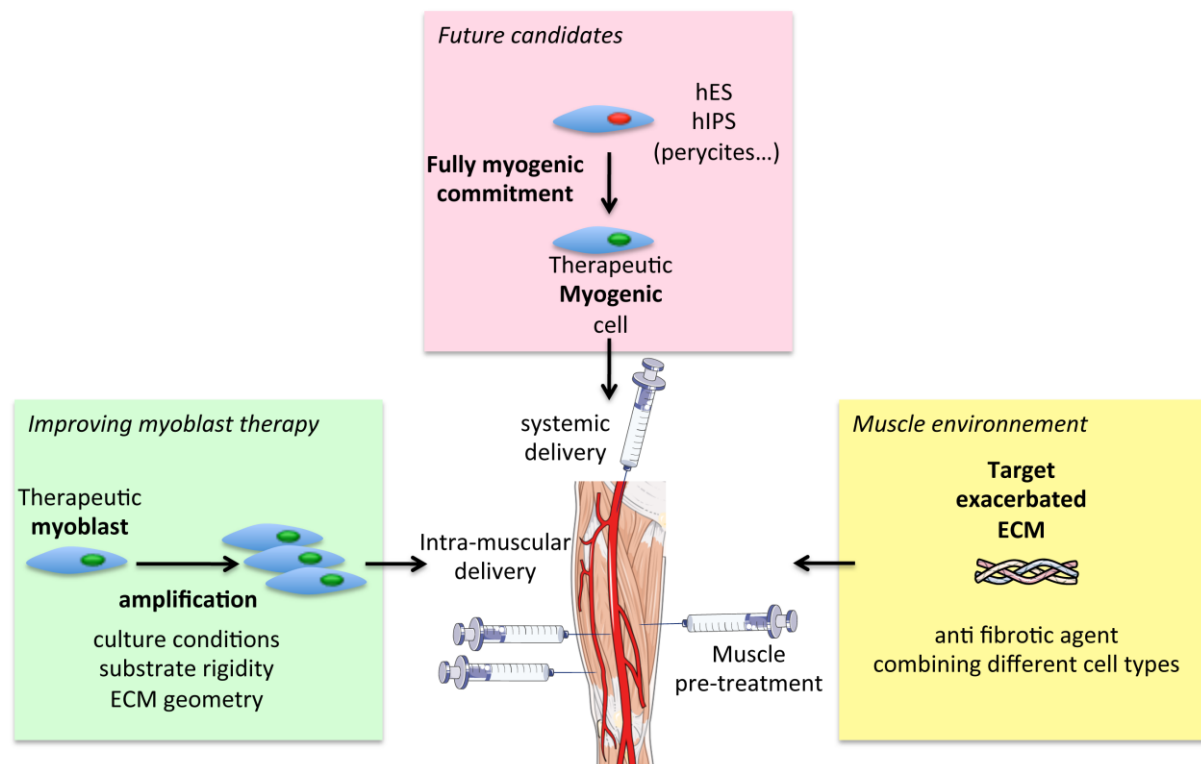 Future candidates
hES
hIPS
(perycites...)
Fully myogenic
commitment
Therapeutic
Myogenic
cell
systemic
delivery
Improving myoblast therapy
Therapeutic
myoblast
amplification
culture conditions
substrate rigidity
ECM geometry
Intra-muscular
delivery
Muscle
pre-treatment
Muscle environnement
Target
exacerbated
ECM
anti fibrotic agent
combining different cell types